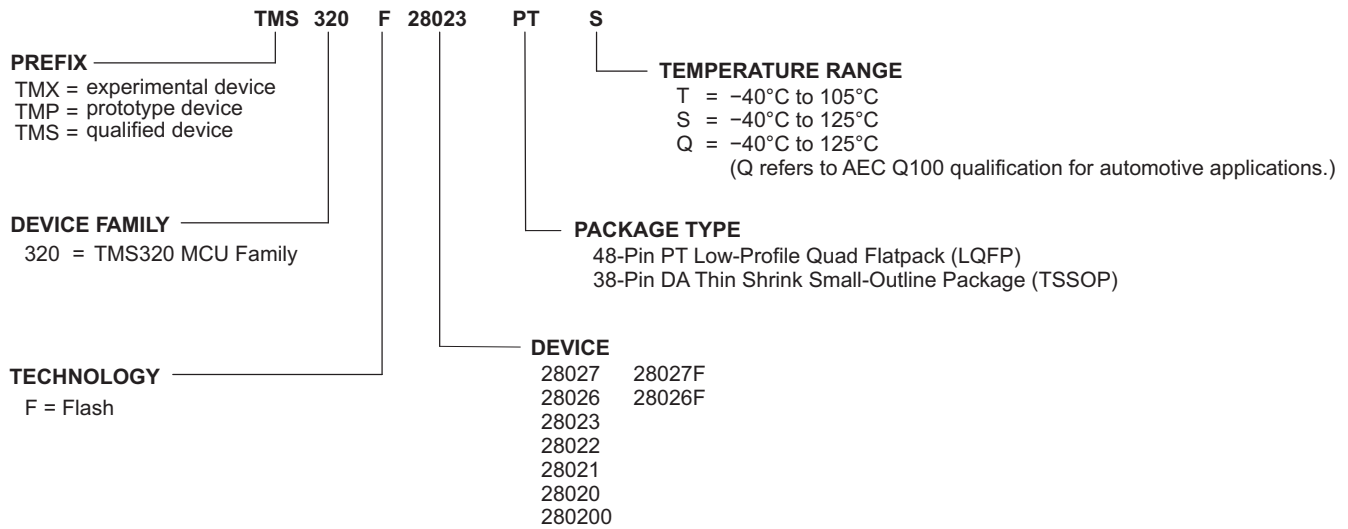 TMS 320 F 28023 PT S
PREFIX
TMX = experimental device
TMP = prototype device
TMS = qualified device
TEMPERATURE RANGE
T = −40°C to 105°C
S = −40°C to 125°C
Q = −40°C to 125°C
(Q refers to AEC Q100 qualification for automotive applications.)
DEVICE FAMILY
320 = TMS320 MCU Family
PACKAGE TYPE
48-Pin PT Low-Profile Quad Flatpack (LQFP)
38-Pin DA Thin Shrink Small-Outline Package (TSSOP)
TECHNOLOGY
F = Flash
DEVICE
28027 28027F
28026 28026F
28023
28022
28021
28020
280200